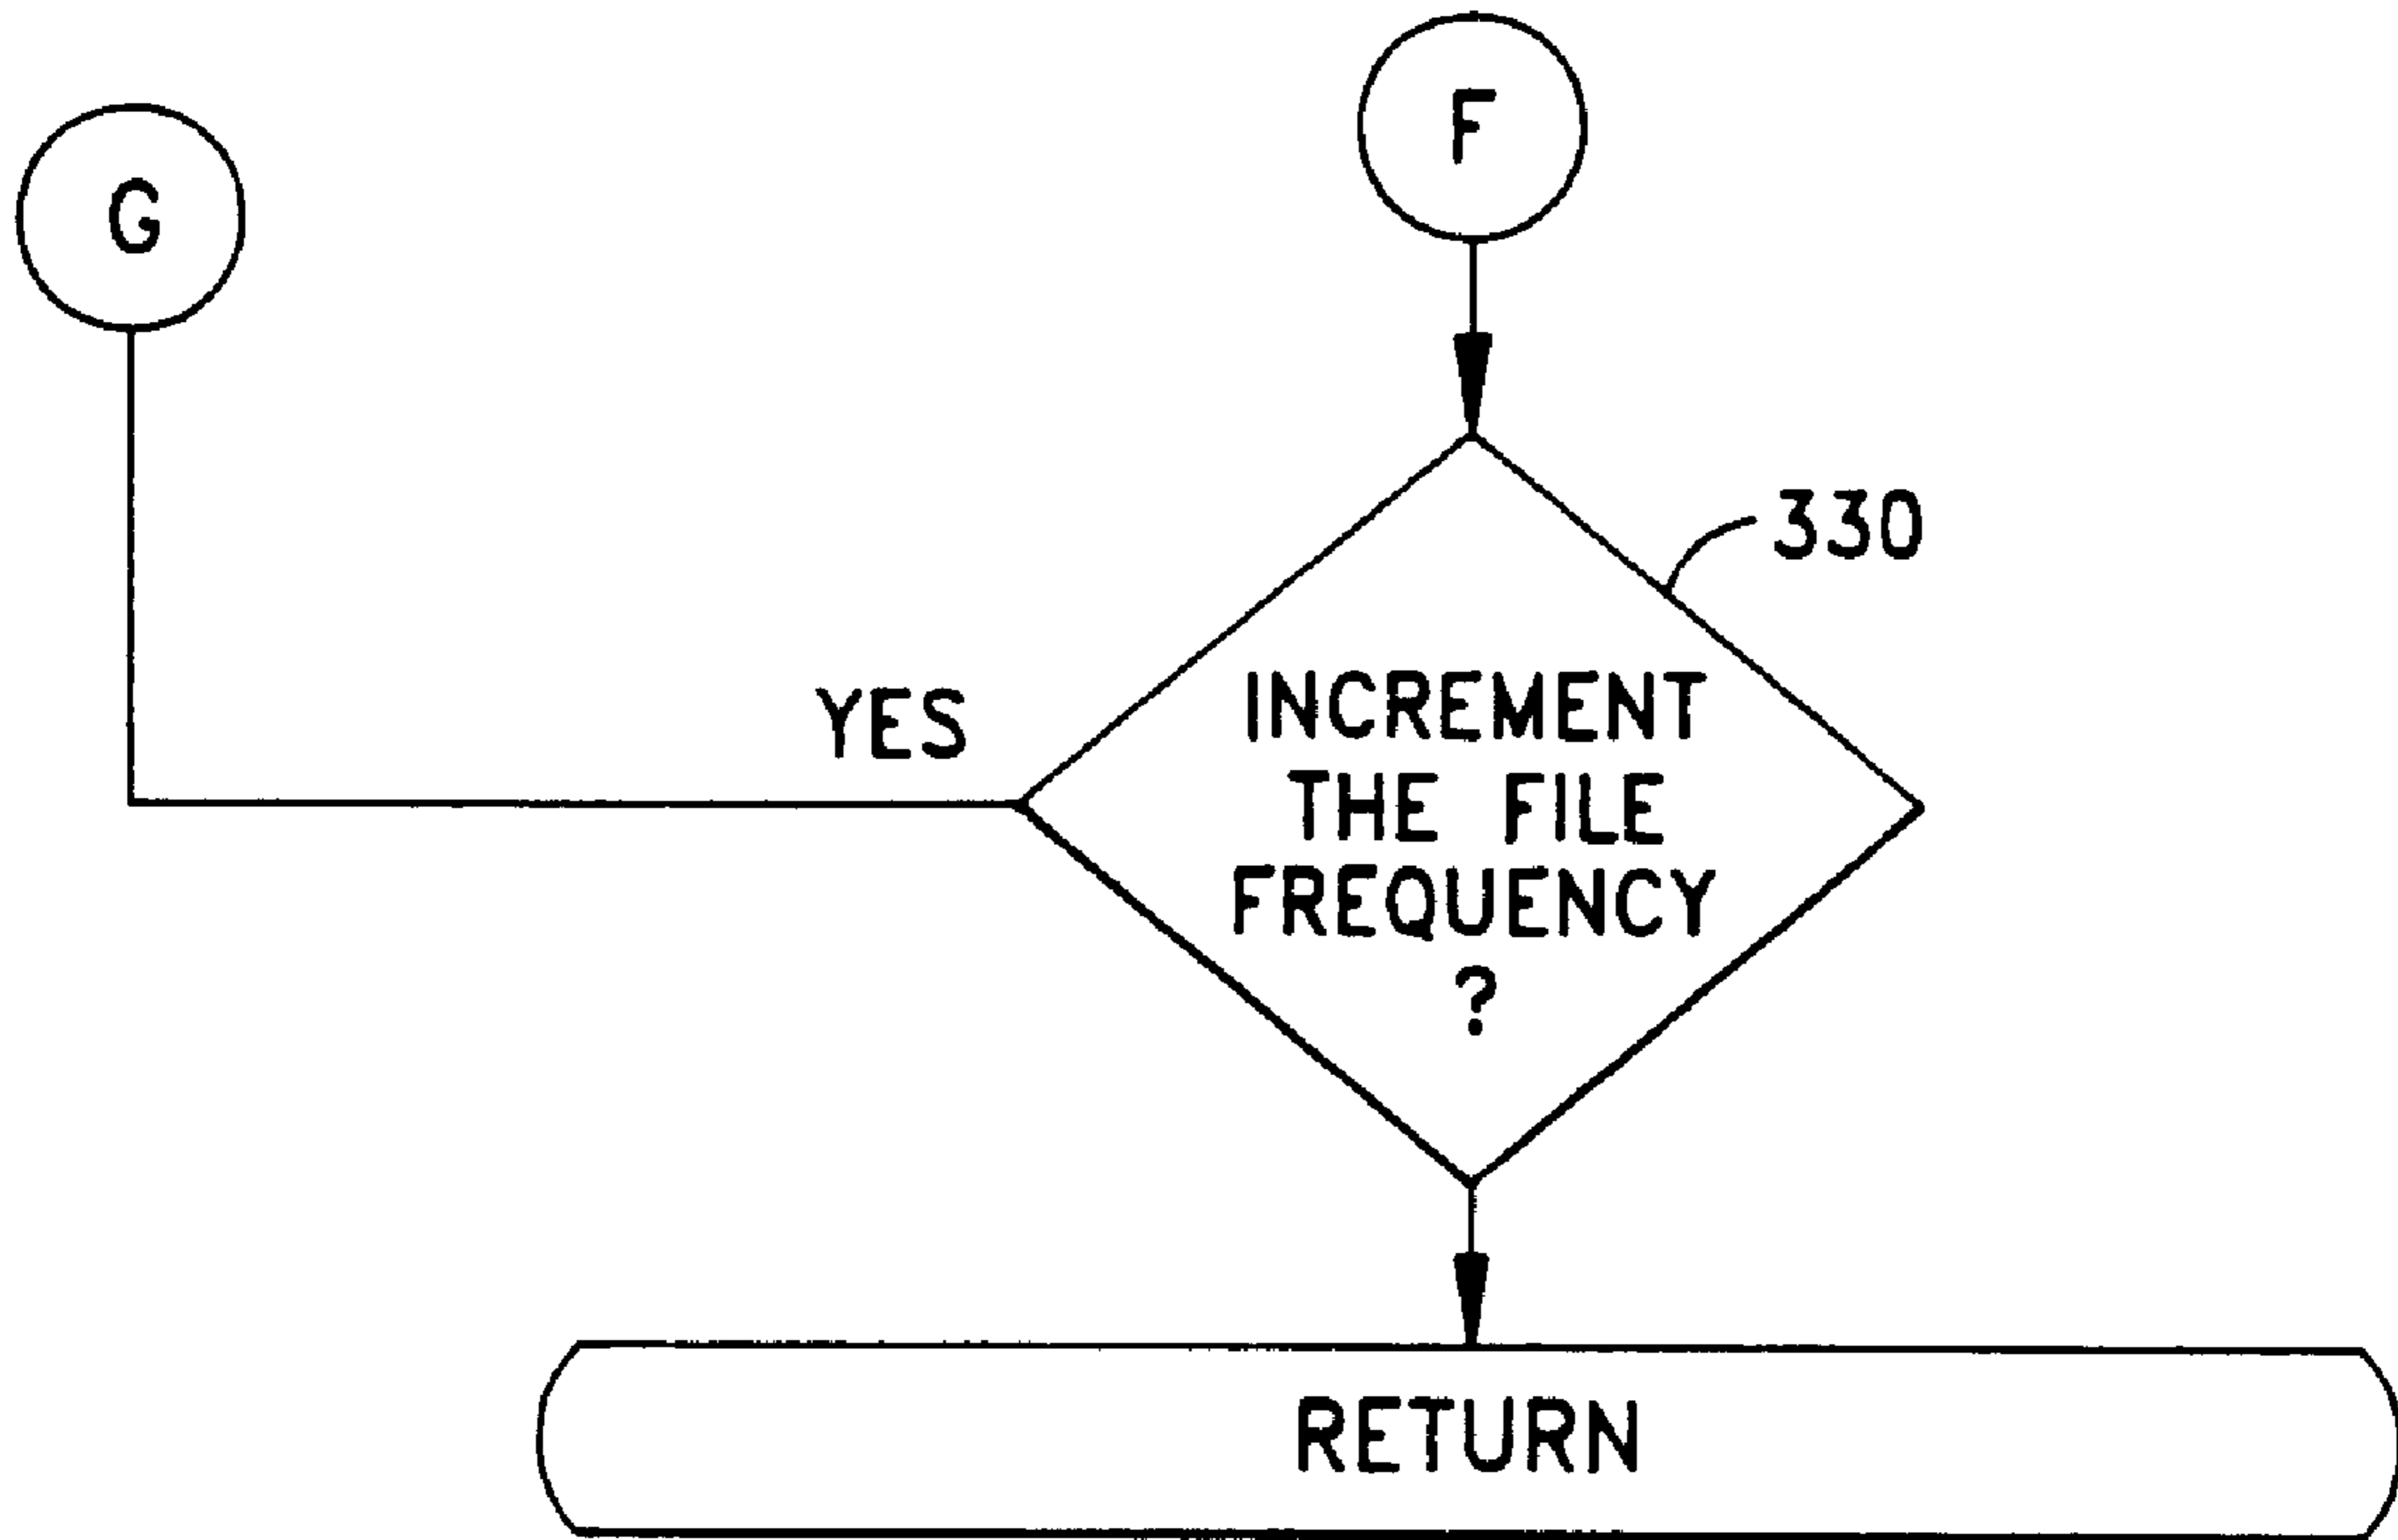 F
G
330
YES
INCREMENT
THE FILE
FREQUENCY
?
RETURN